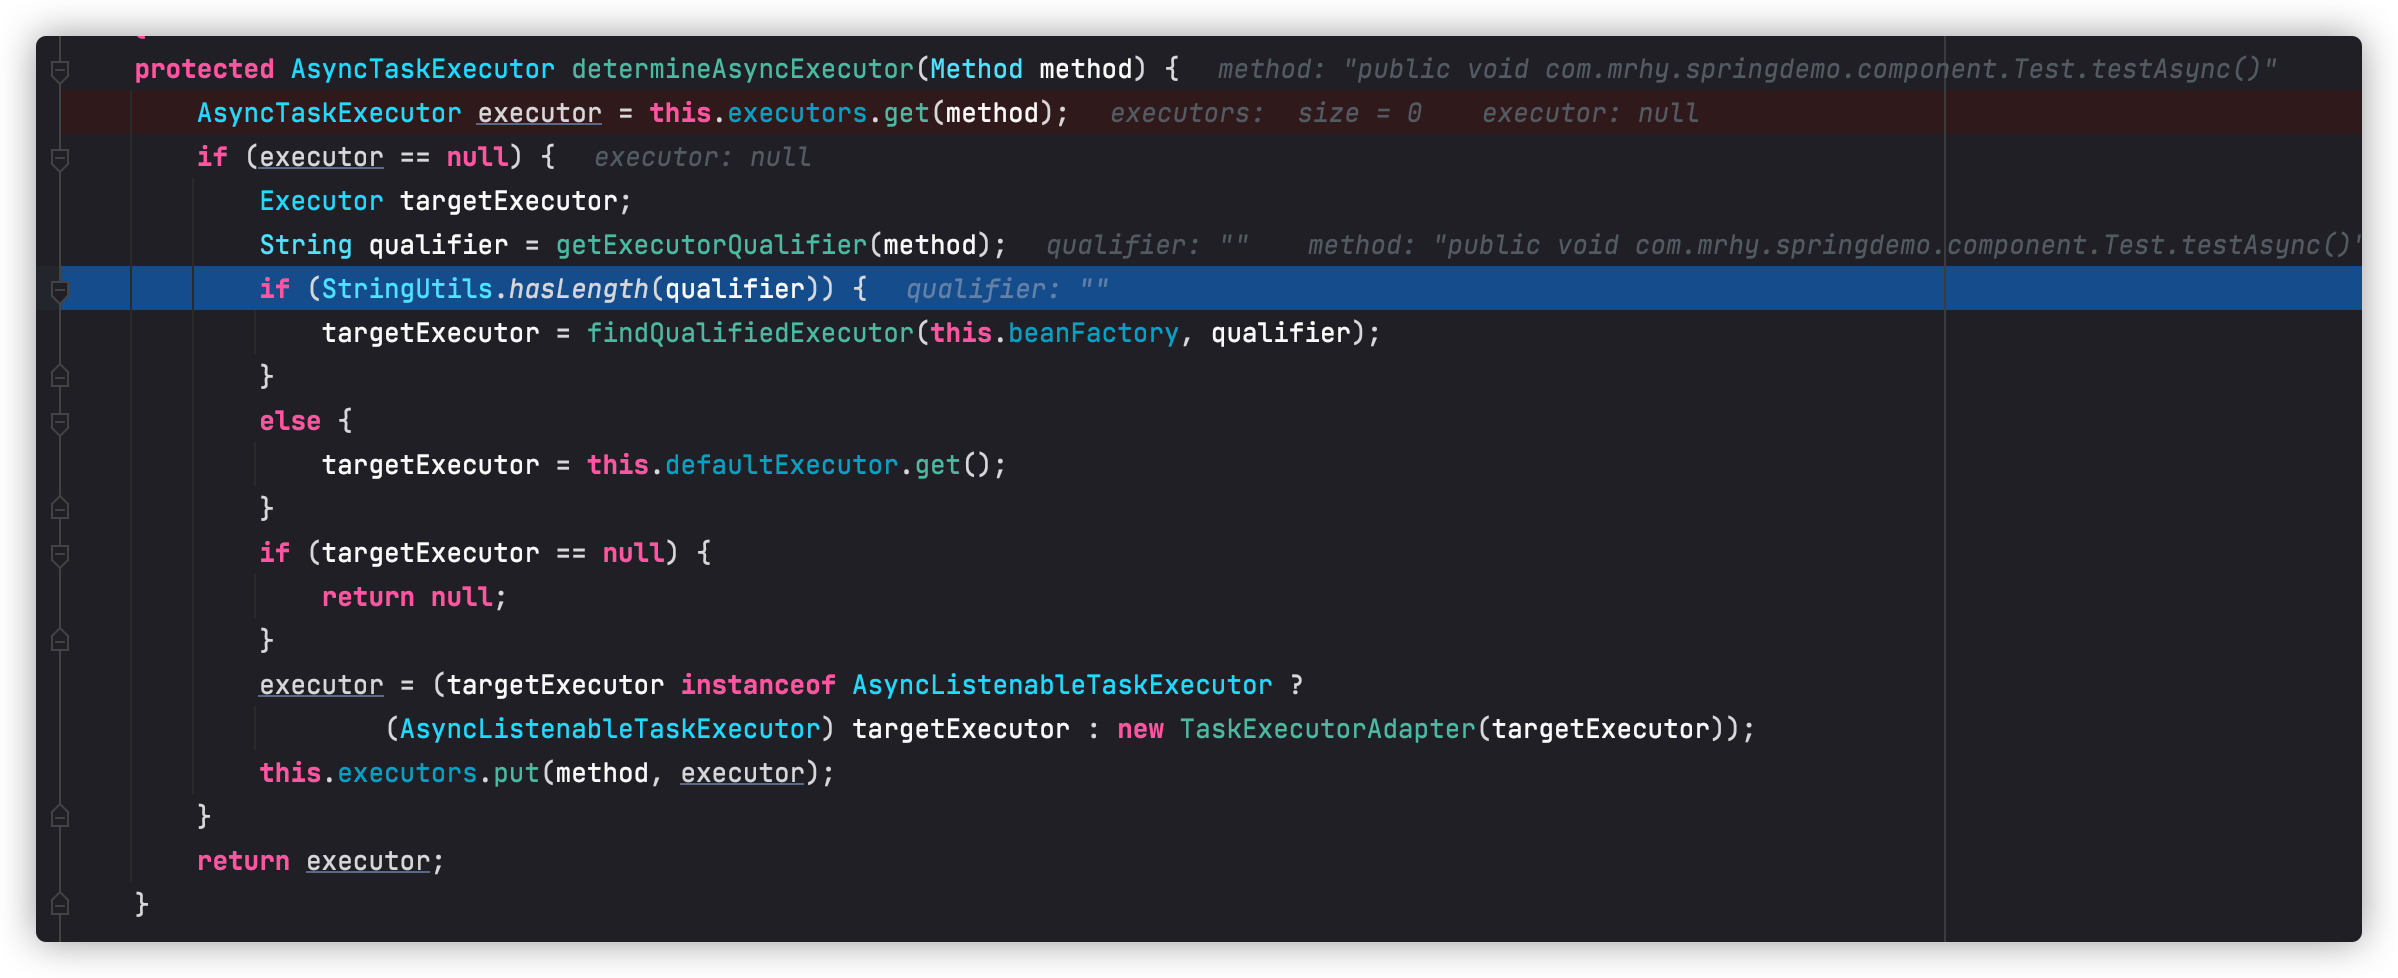 protected AsyncTaskExecutor determineAsyncExecutor(Method method) {  method: "public void com.mrhy.springdemo.component.Test.testAsync()"
    AsyncTaskExecutor executor = this.executors.get(method);  executors:  size = 0    executor: null
    if (executor == null) {  executor: null
        Executor targetExecutor;
        String qualifier = getExecutorQualifier(method);  qualifier: ""    method: "public void com.mrhy.springdemo.component.Test.testAsync()"
        if (StringUtils.hasLength(qualifier)) {  qualifier: ""
            targetExecutor = findQualifiedExecutor(this.beanFactory, qualifier);
        }
        else {
            targetExecutor = this.defaultExecutor.get();
        }
        if (targetExecutor == null) {
            return null;
        }
        executor = (targetExecutor instanceof AsyncListenableTaskExecutor ?
                (AsyncListenableTaskExecutor) targetExecutor : new TaskExecutorAdapter(targetExecutor));
        this.executors.put(method, executor);
    }
    return executor;
}